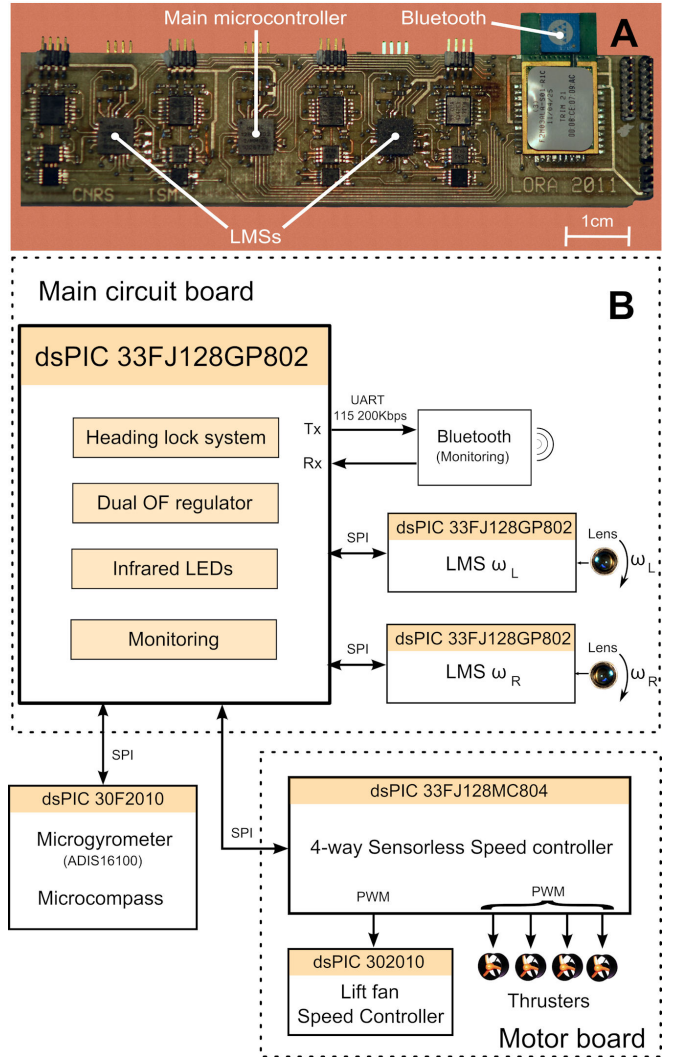 Main microcontroller
Bluetooth
A
CNRS - ISM
LMSs
LORA 2011
1cm
Main circuit board
B
dsPIC 33FJ128GP802
Heading lock system
Dual OF regulator
Infrared LEDs
Monitoring
Tx
Rx
UART
115 200Kbps
Bluetooth
(Monitoring)
SPI
dsPIC 33FJ128GP802
LMS ω L
Lens
ω L
SPI
dsPIC 33FJ128GP802
LMS ω R
Lens
ω R
SPI
dsPIC 30F2010
Microgyrometer
(ADIS16100)
Microcompass
SPI
dsPIC 33FJ128MC804
4-way Sensorless Speed controller
PWM
PWM
dsPIC 302010
Lift fan
Speed Controller
Thrusters
Motor board